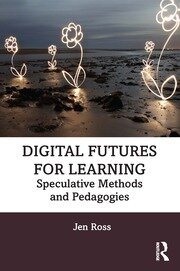 DIGITAL FUTURES
FOR LEARNING
Speculative Methods
and Pedagogies
Jen Ross